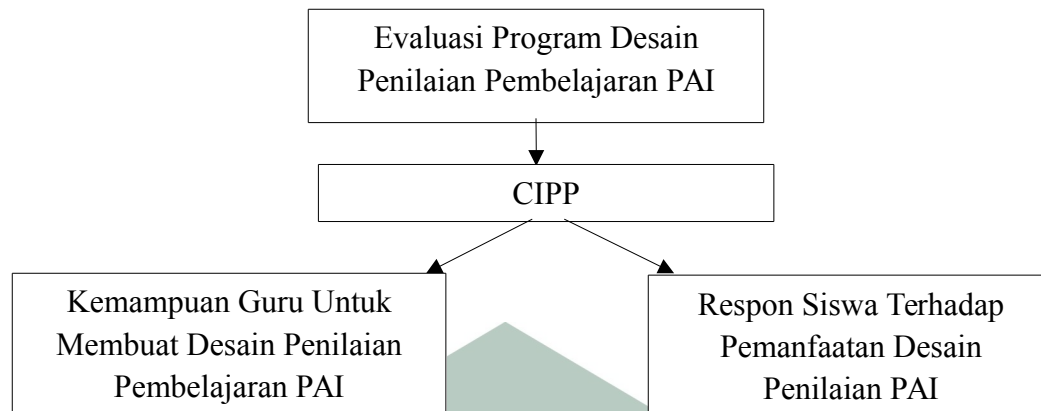 Evaluasi Program Desain
Penilaian Pembelajaran PAI
CIPP
Kemampuan Guru Untuk
Membuat Desain Penilaian
Pembelajaran PAI
Respon Siswa Terhadap
Pemanfaatan Desain
Penilaian PAI